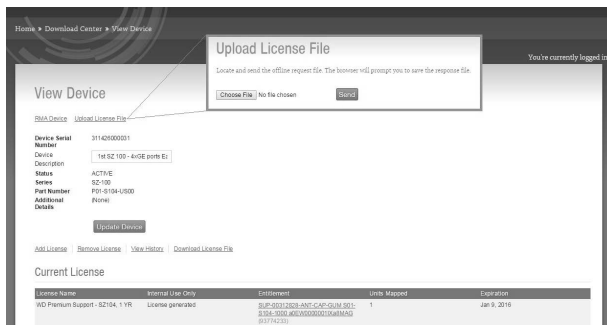 Home ▶ Download Center ▶ View Device
Upload License File
You're currently logged in
Locate and send the offline request file. The browser will prompt you to save the response file.
Choose File No file chosen Send
View Device
RMA Device Upload License File
Device Serial Number 311426000031
Device Description 1st SZ 100 - 4xGE ports Ea
Status ACTIVE
Series SZ-100
Part Number P01-S104-US00
Additional Details (None)
Update Device
Add License Remove License View History Download License File
Current License
License Name Internal Use Only Entitlement Units Mapped Expiration
WD Premium Support - SZ104, 1 YR License generated SUP-00312828-ANT-CAP-GUM S01- 1 Jan 9, 2016
(93774233)